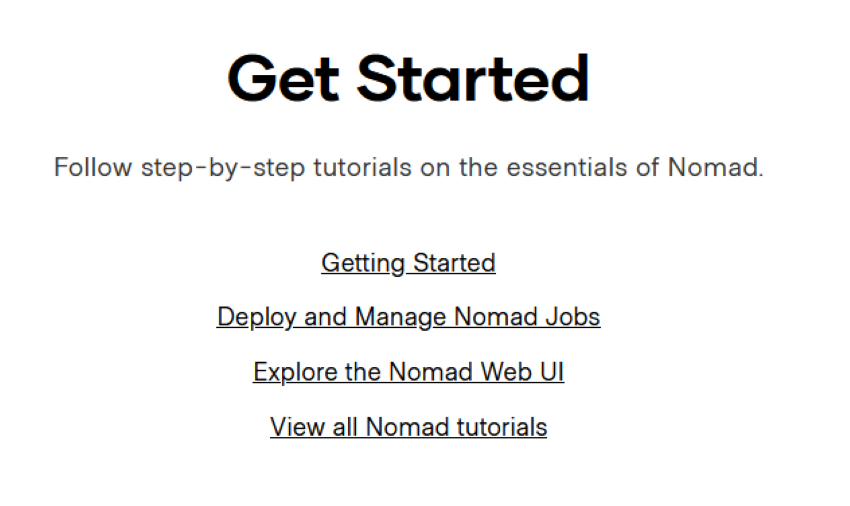 Get Started
Follow step-by-step tutorials on the essentials of Nomad.
Getting Started
Deploy and Manage Nomad Jobs
Explore the Nomad Web UI
View all Nomad tutorials